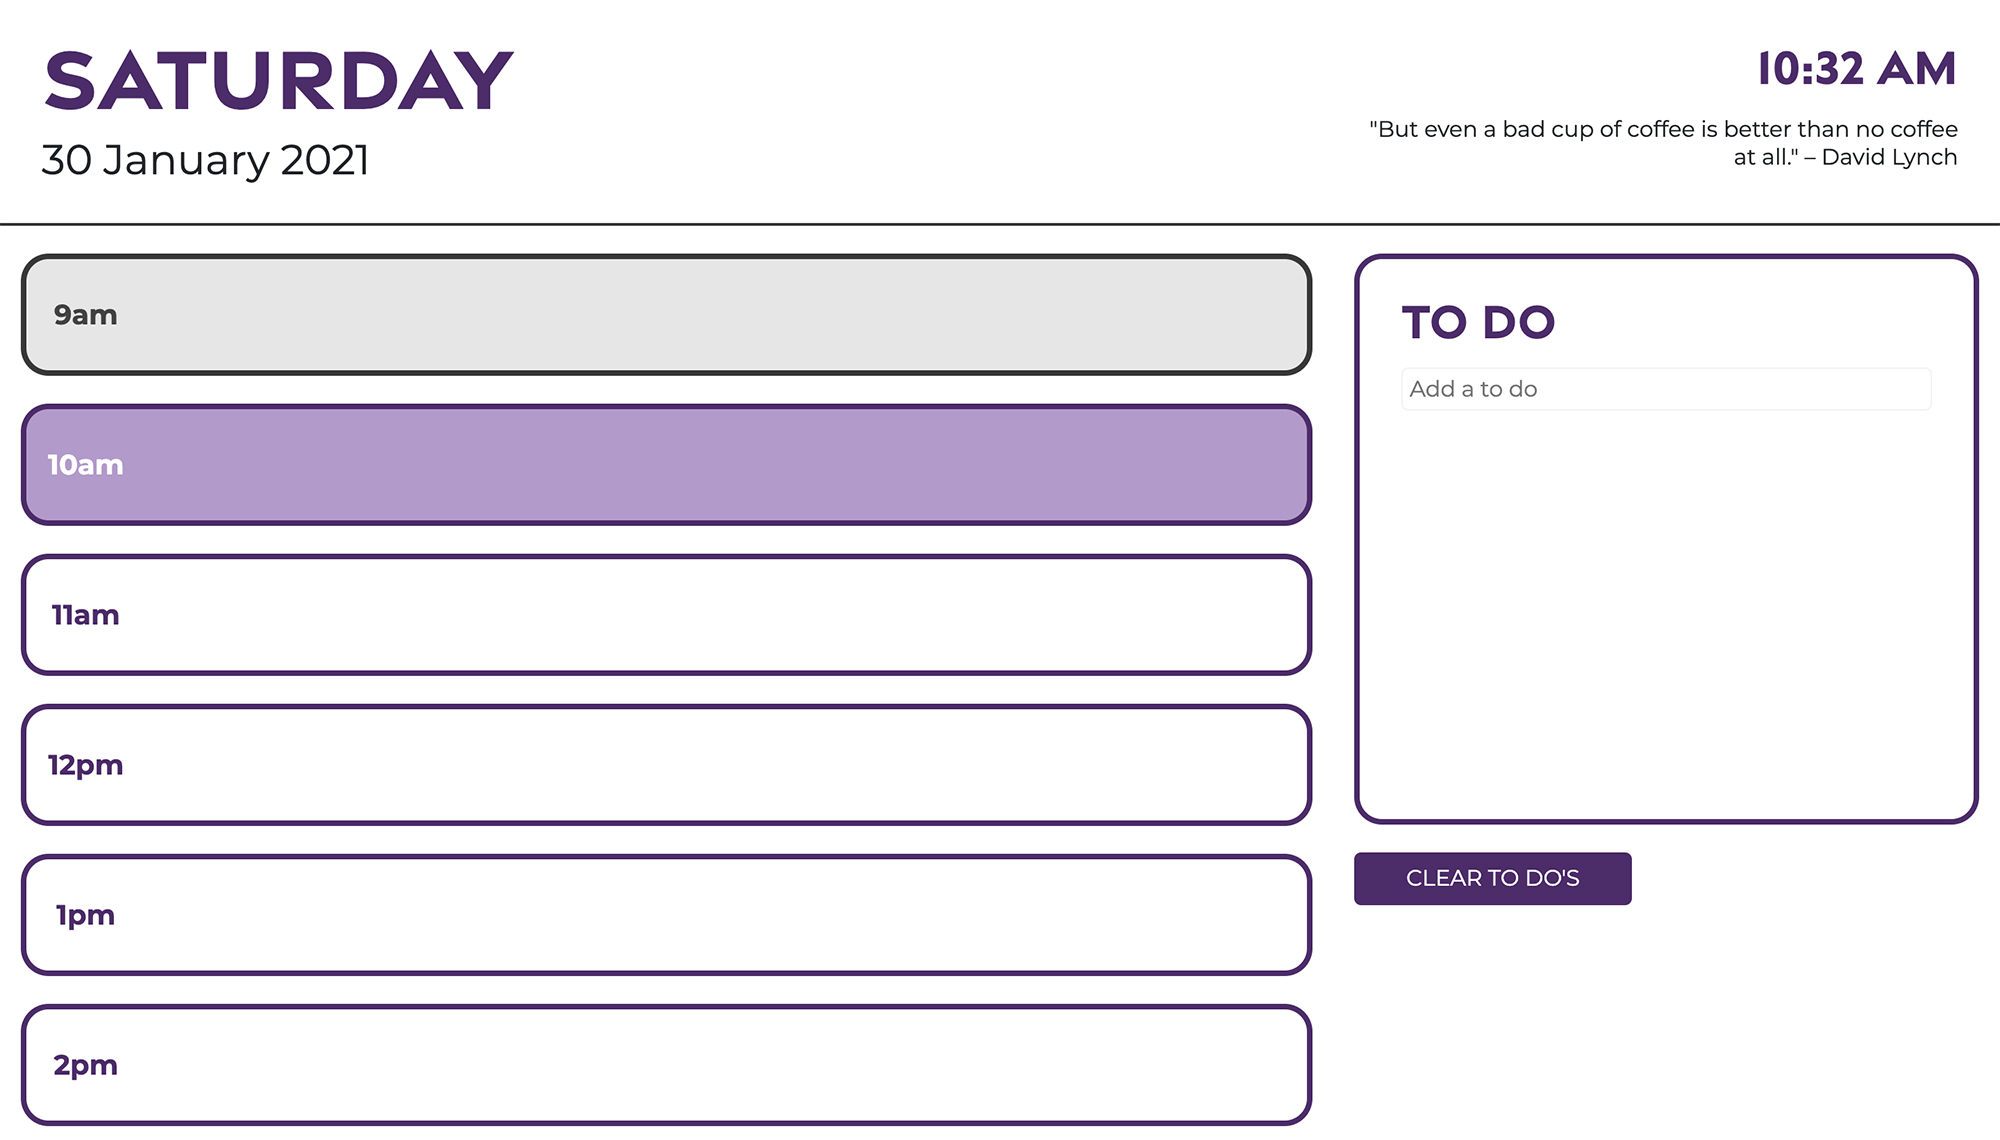 SATURDAY
30 January 2021
10:32 AM
"But even a bad cup of coffee is better than no coffee
at all." – David Lynch
9am
10am
11am
12pm
1pm
2pm
TO DO
Add a to do
CLEAR TO DO'S